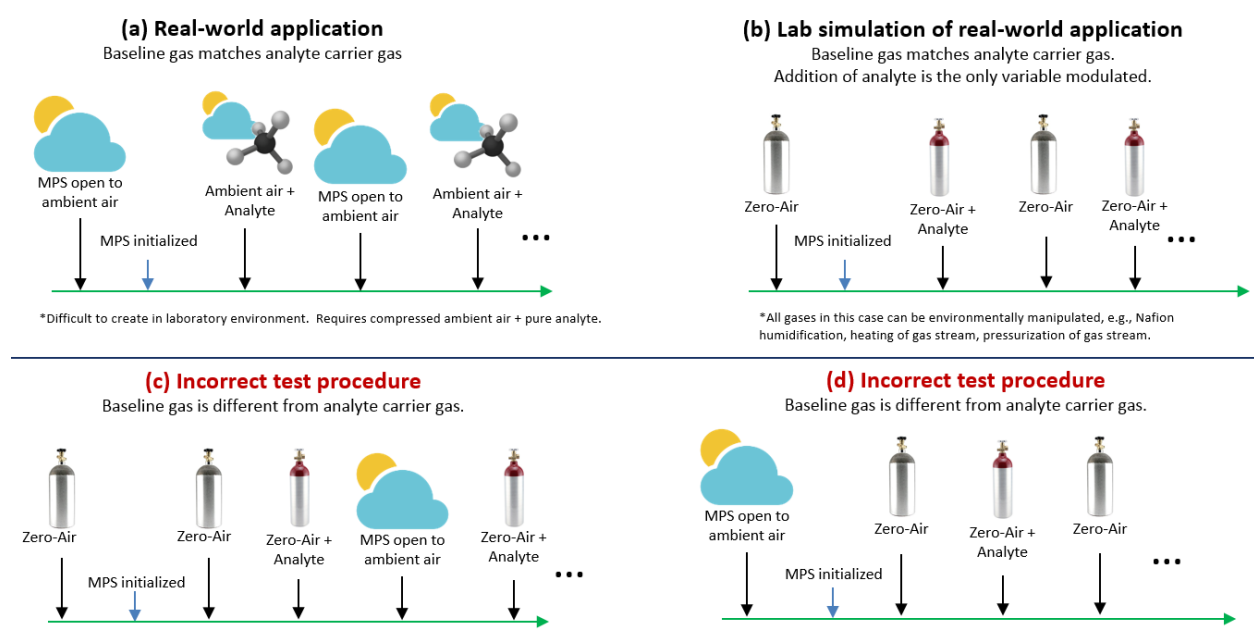 (a) Real-world application
Baseline gas matches analyte carrier gas
MPS open to
ambient air
Ambient air +
Analyte
MPS open to
ambient air
Ambient air +
Analyte
MPS initialized
...
*Difficult to create in laboratory environment. Requires compressed ambient air + pure analyte.
(b) Lab simulation of real-world application
Baseline gas matches analyte carrier gas.
Addition of analyte is the only variable modulated.
Zero-Air
Zero-Air +
Analyte
Zero-Air
Zero-Air +
Analyte
MPS initialized
...
*All gases in this case can be environmentally manipulated, e.g., Nafion
humidification, heating of gas stream, pressurization of gas stream.
(c) Incorrect test procedure
Baseline gas is different from analyte carrier gas.
Zero-Air
Zero-Air
Zero-Air +
Analyte
MPS open to
ambient air
Zero-Air +
Analyte
MPS initialized
...
(d) Incorrect test procedure
Baseline gas is different from analyte carrier gas.
MPS open to
ambient air
Zero-Air
Zero-Air +
Analyte
Zero-Air
MPS initialized
...